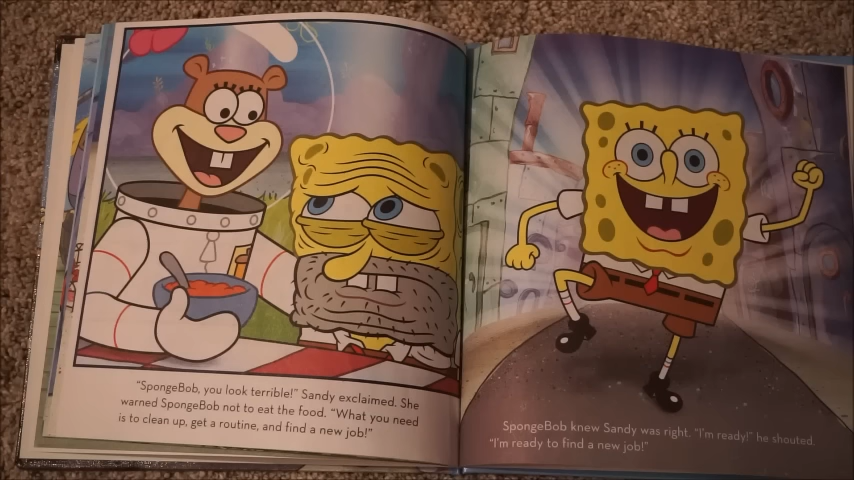 "SpongeBob, you look terrible!" Sandy exclaimed. She
warned SpongeBob not to eat the food. "What you need
is to clean up, get a routine, and find a new job!"
SpongeBob knew Sandy was right. "I'm ready!" he shouted.
"I'm ready to find a new job!"